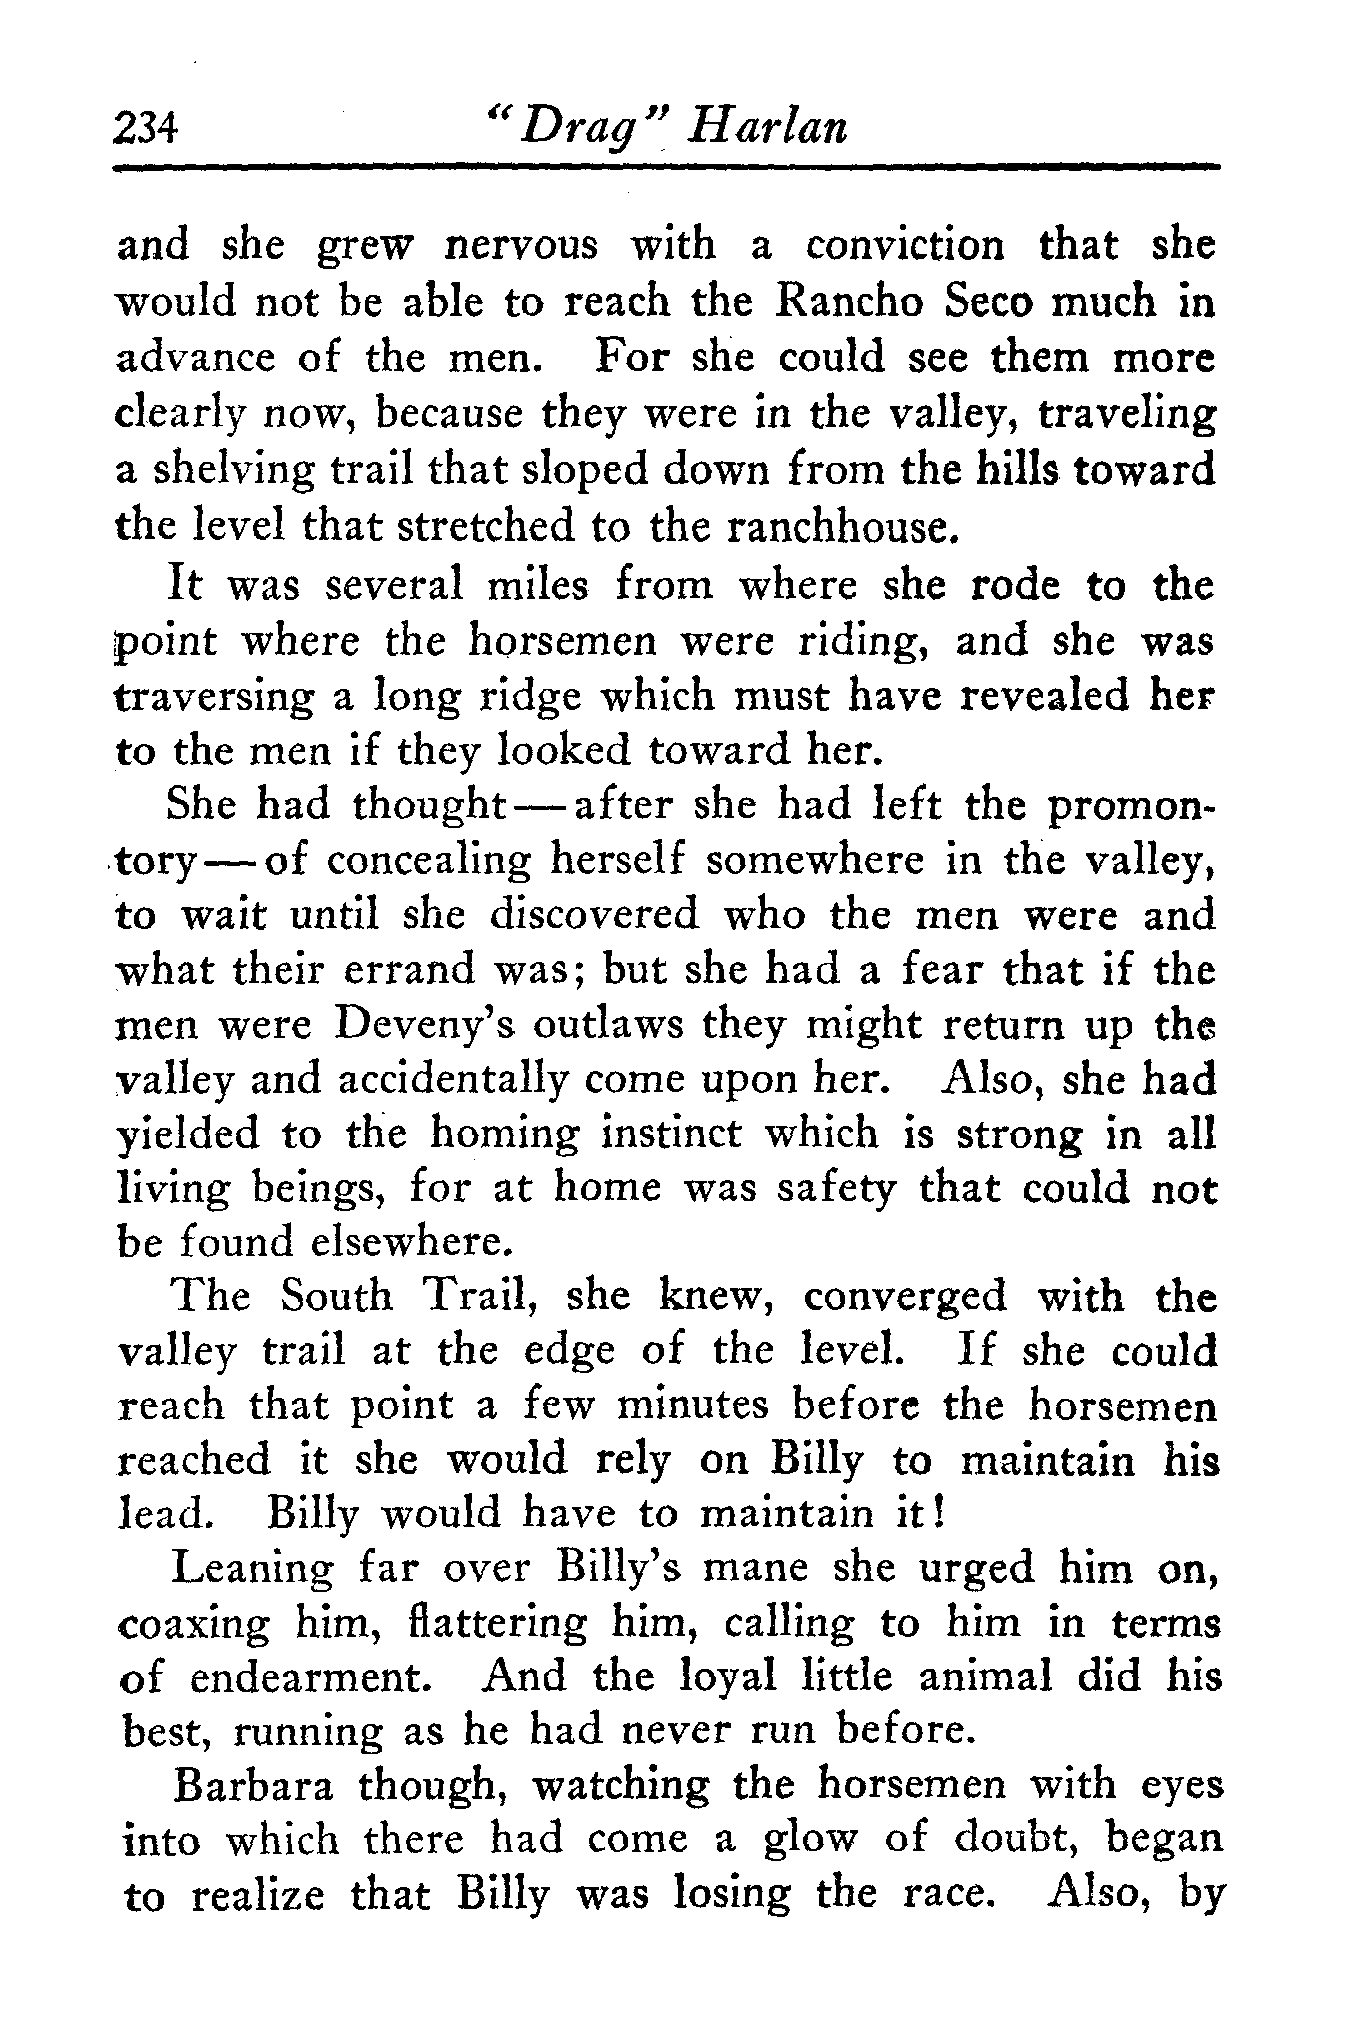 234 “Drag” Harlan
and she grew nervous with a conviction that she
would not be able to reach the Rancho Seco much in
advance of the men. For she could see them more
clearly now, because they were in the valley, traveling
a shelving trail that sloped down from the hills toward
the level that stretched to the ranchhouse.
It was several miles from where she rode to the
point where the horsemen were riding, and she was
traversing a long ridge which must have revealed her
to the men if they looked toward her.
She had thought—after she had left the promon-
tory—of concealing herself somewhere in the valley,
to wait until she discovered who the men were and
what their errand was; but she had a fear that if the
men were Deveny’s outlaws they might return up the
valley and accidentally come upon her. Also, she had
yielded to the homing instinct which is strong in all
living beings, for at home was safety that could not
be found elsewhere.
The South Trail, she knew, converged with the
valley trail at the edge of the level. If she could
reach that point a few minutes before the horsemen
reached it she would rely on Billy to maintain his
lead. Billy would have to maintain it!
Leaning far over Billy’s mane she urged him on,
coaxing him, flattering him, calling to him in terms
of endearment. And the loyal little animal did his
best, running as he had never run before.
Barbara though, watching the horsemen with eyes
into which there had come a glow of doubt, began
to realize that Billy was losing the race. Also, by